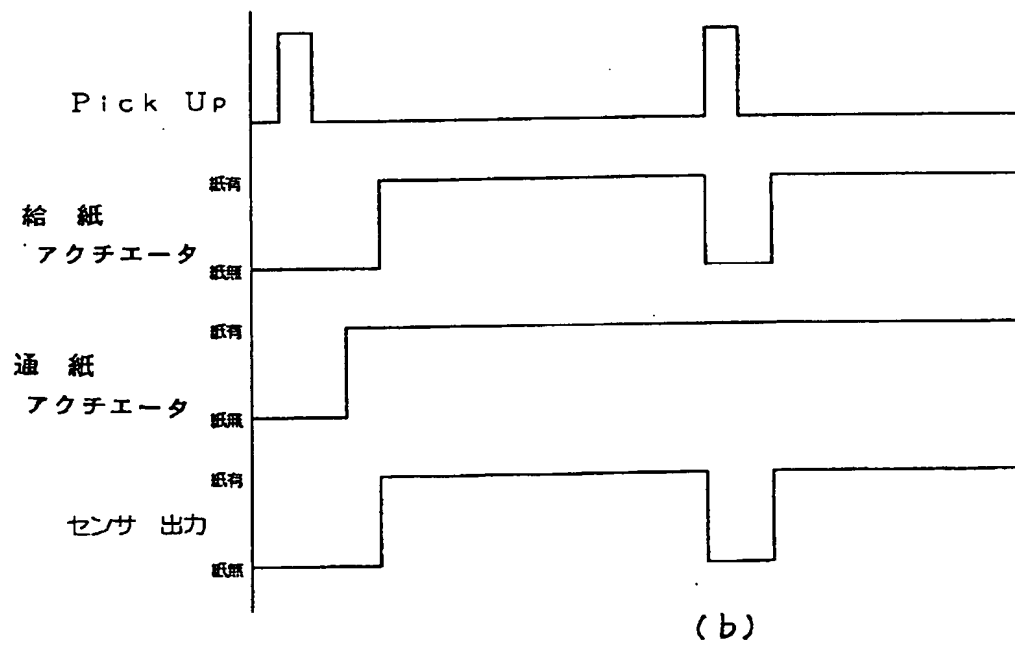 Pick Up
紙有
給 紙
アクチエータ
紙無
紙有
通 紙
アクチエータ
紙無
紙有
センサ 出力
紙無
(b)